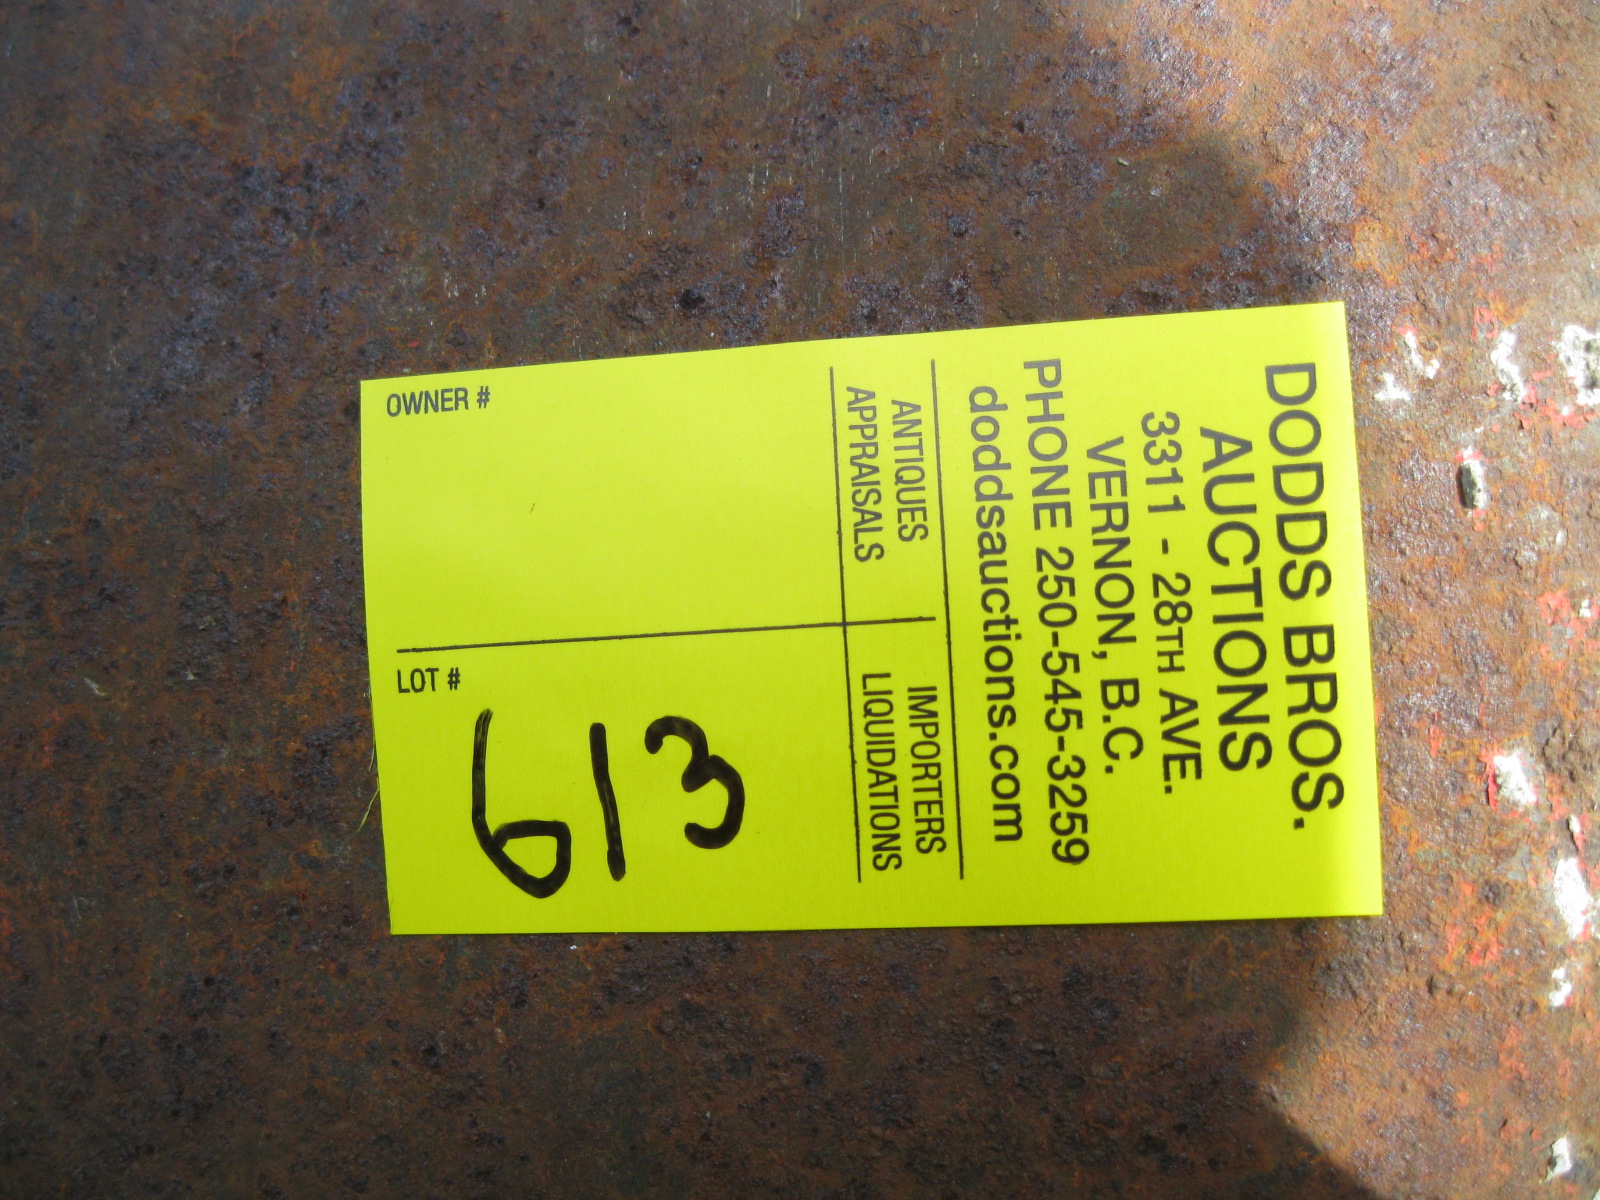 DODDS BROS.
AUCTIONS
3311 - 28TH AVE.
VERNON, B.C.
PHONE 250-545-3259
doddsauctions.com
ANTIQUES
APPRAISALS
IMPORTERS
LIQUIDATIONS
OWNER #
LOT #
613